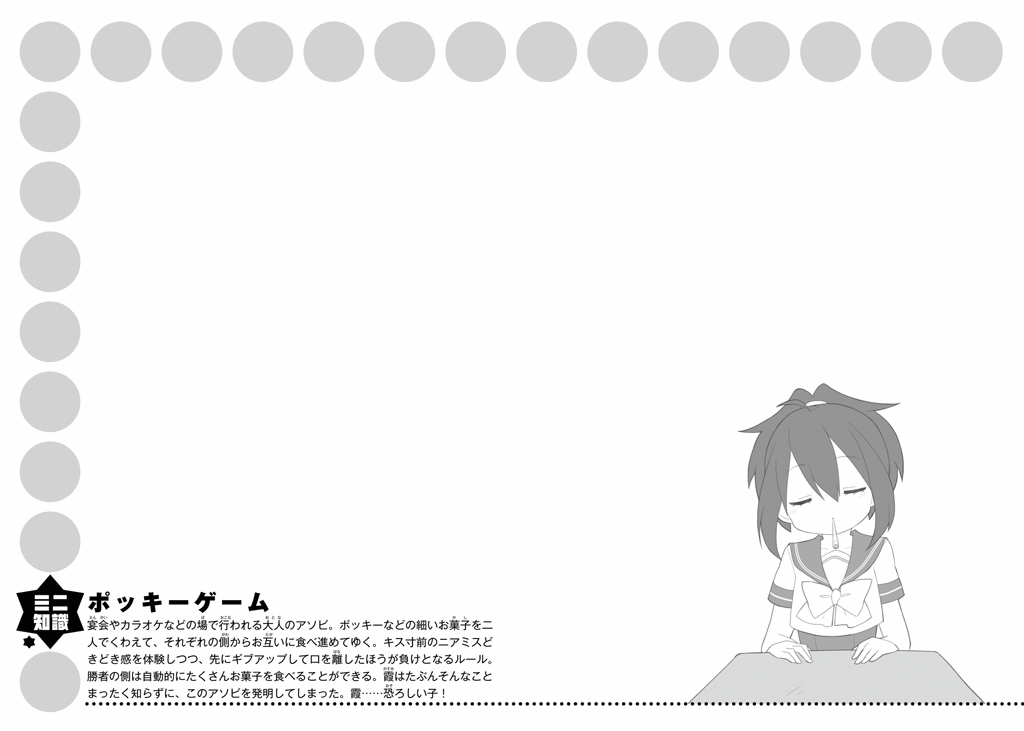 ミニ
知識
ポッキーゲーム
宴会やカラオケなどの場で行われる大人のアソビ。ポッキーなどの細いお菓子を二
人でくわえて、それぞれの側からお互いに食べ進めてゆく。キス寸前のニアミスど
きどき感を体験しつつ、先にギブアップして口を離したほうが負けとなるルール。
勝者の側は自動的にたくさんお菓子を食べることができる。霞はたぶんそんなこと
まったく知らずに、このアソビを発明してしまった。霞……恐ろしい子！